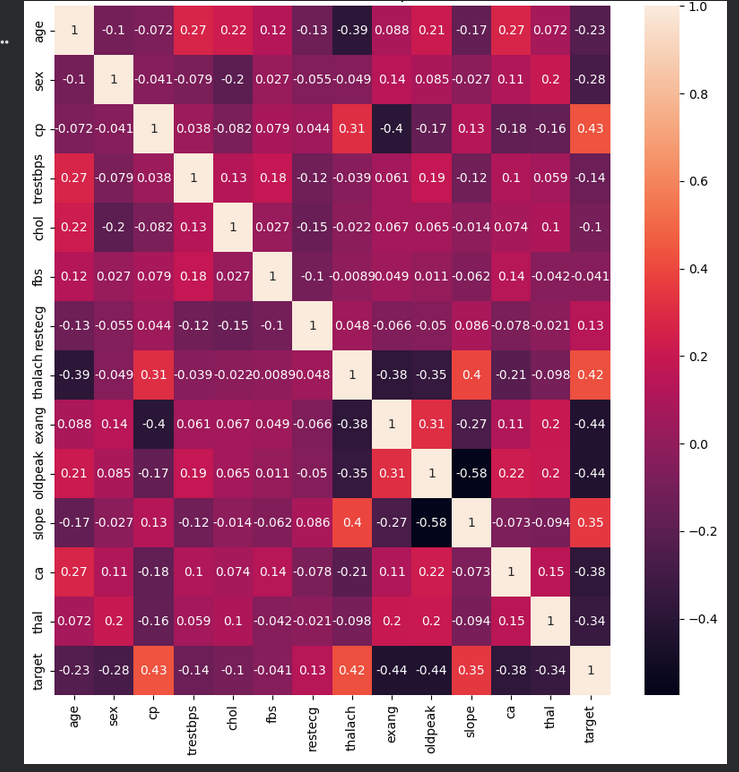 age 1 -0.1 -0.072 0.27 0.22 0.12 -0.13 -0.39 0.088 0.21 -0.17 0.27 0.072 -0.23
sex -0.1 1 -0.041 -0.079 -0.2 0.027 -0.055 -0.049 0.14 0.085 -0.027 0.11 0.2 -0.28
cp -0.072 -0.041 1 0.038 -0.082 0.079 0.044 0.31 -0.4 -0.17 0.13 -0.18 -0.16 0.43
trestbps 0.27 -0.079 0.038 1 0.13 0.18 -0.12 -0.039 0.061 0.19 -0.12 0.1 0.059 -0.14
chol 0.22 -0.2 -0.082 0.13 1 0.027 -0.15 -0.022 0.067 0.065 -0.014 0.074 0.1 -0.1
fbs 0.12 0.027 0.079 0.18 0.027 1 -0.1 -0.0089 0.049 0.011 -0.062 0.14 -0.042 -0.041
restecg -0.13 -0.055 0.044 -0.12 -0.15 -0.1 1 0.048 -0.066 -0.05 0.086 -0.078 -0.021 0.13
thalach -0.39 -0.049 0.31 -0.039 -0.022 -0.0089 0.048 1 -0.38 -0.35 0.4 -0.21 -0.098 0.42
exang 0.088 0.14 -0.4 0.061 0.067 0.049 -0.066 -0.38 1 0.31 -0.27 0.11 0.2 -0.44
oldpeak 0.21 0.085 -0.17 0.19 0.065 0.011 -0.05 -0.35 0.31 1 -0.58 0.22 0.2 -0.44
slope -0.17 -0.027 0.13 -0.12 -0.014 -0.062 0.086 0.4 -0.27 -0.58 1 -0.073 -0.094 0.35
ca 0.27 0.11 -0.18 0.1 0.074 0.14 -0.078 -0.21 0.11 0.22 -0.073 1 0.15 -0.38
thal 0.072 0.2 -0.16 0.059 0.1 -0.042 -0.021 -0.098 0.2 0.2 -0.094 0.15 1 -0.34
target -0.23 -0.28 0.43 -0.14 -0.1 -0.041 0.13 0.42 -0.44 -0.44 0.35 -0.38 -0.34 1
age sex cp trestbps chol fbs restecg thalach exang oldpeak slope ca thal target
1.0
0.8
0.6
0.4
0.2
0.0
−0.2
−0.4